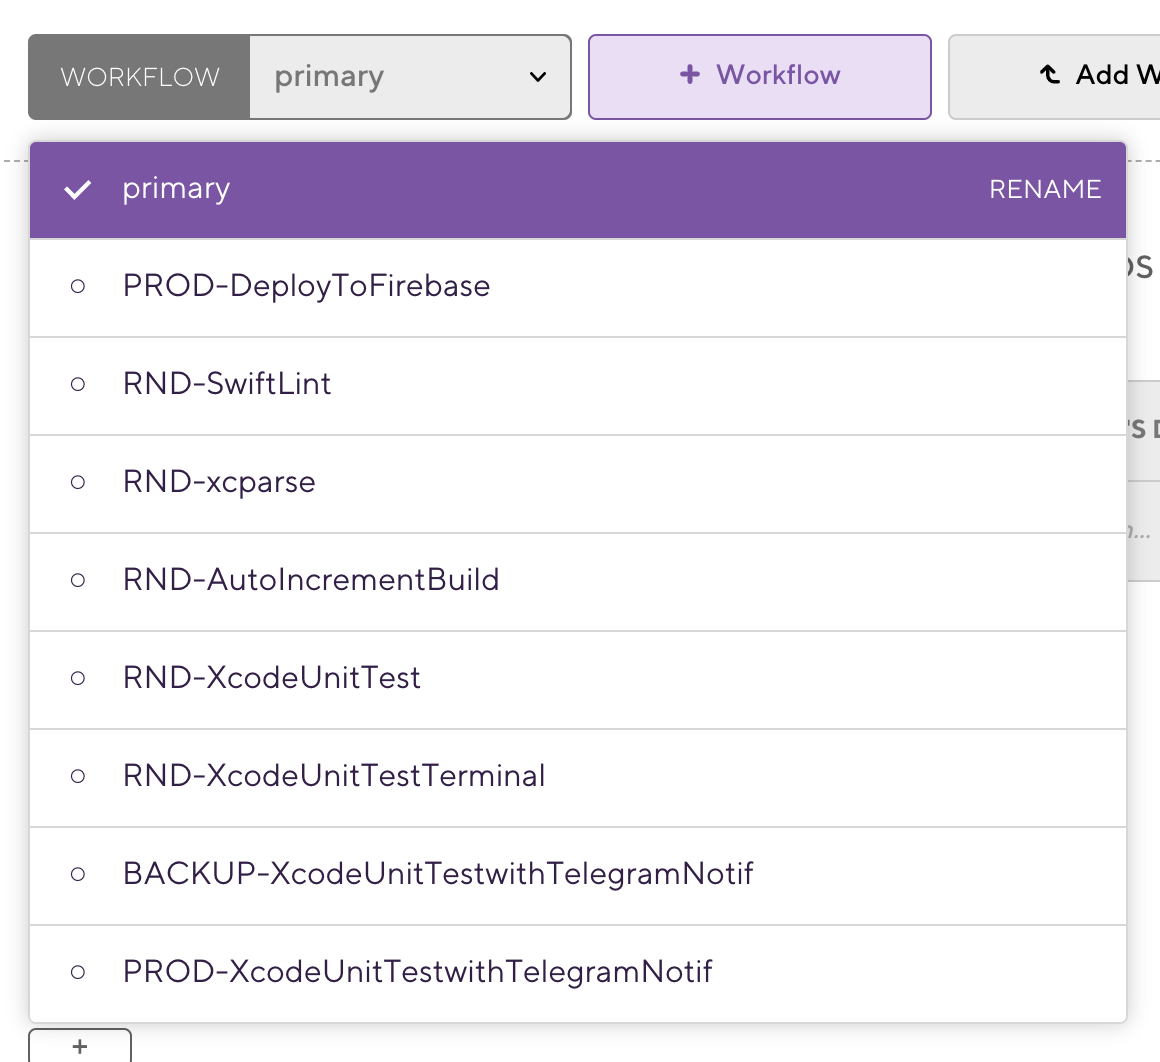 WORKFLOW primary
+ Workflow
Add
primary RENAME
PROD-DeployToFirebase
RND-SwiftLint
RND-xcparse
RND-AutoIncrementBuild
RND-XcodeUnitTest
RND-XcodeUnitTestTerminal
BACKUP-XcodeUnitTestwithTelegramNotif
PROD-XcodeUnitTestwithTelegramNotif
+